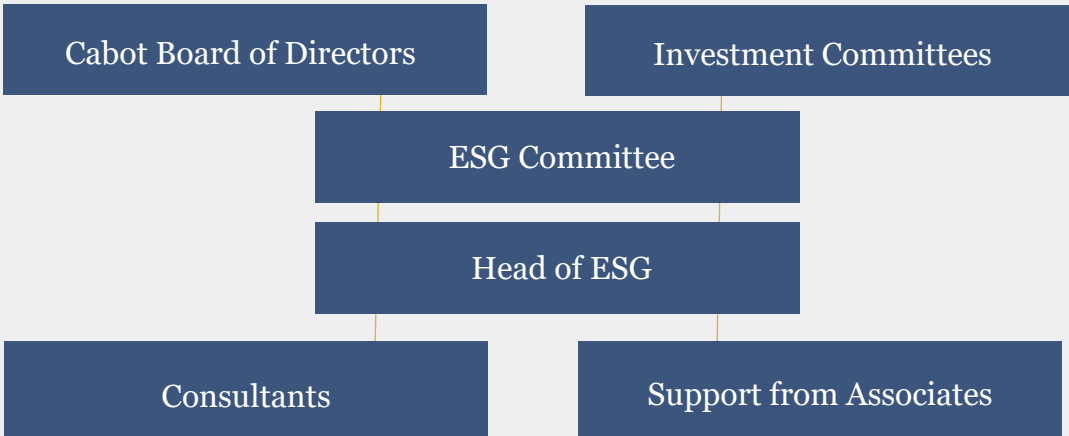 Cabot Board of Directors
Investment Committees
ESG Committee
Head of ESG
Consultants
Support from Associates